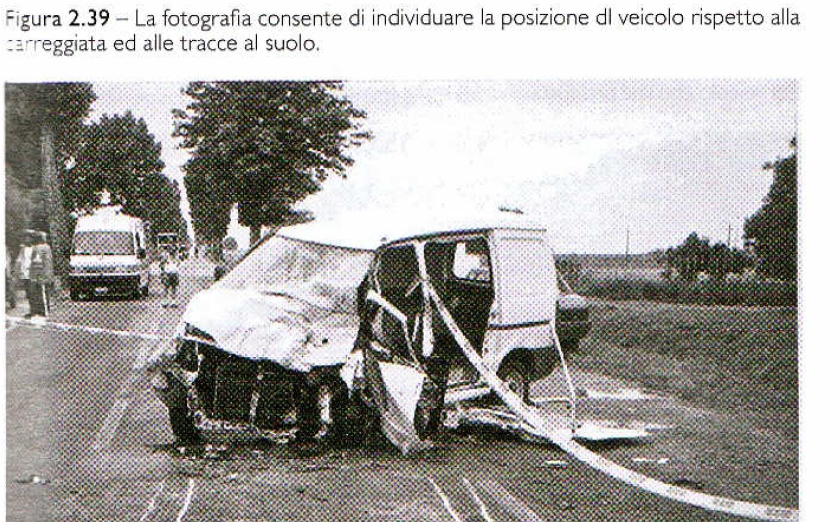 Figura 2.39 – La fotografia consente di individuare la posizione dl veicolo rispetto alla
carreggiata ed alle tracce al suolo.